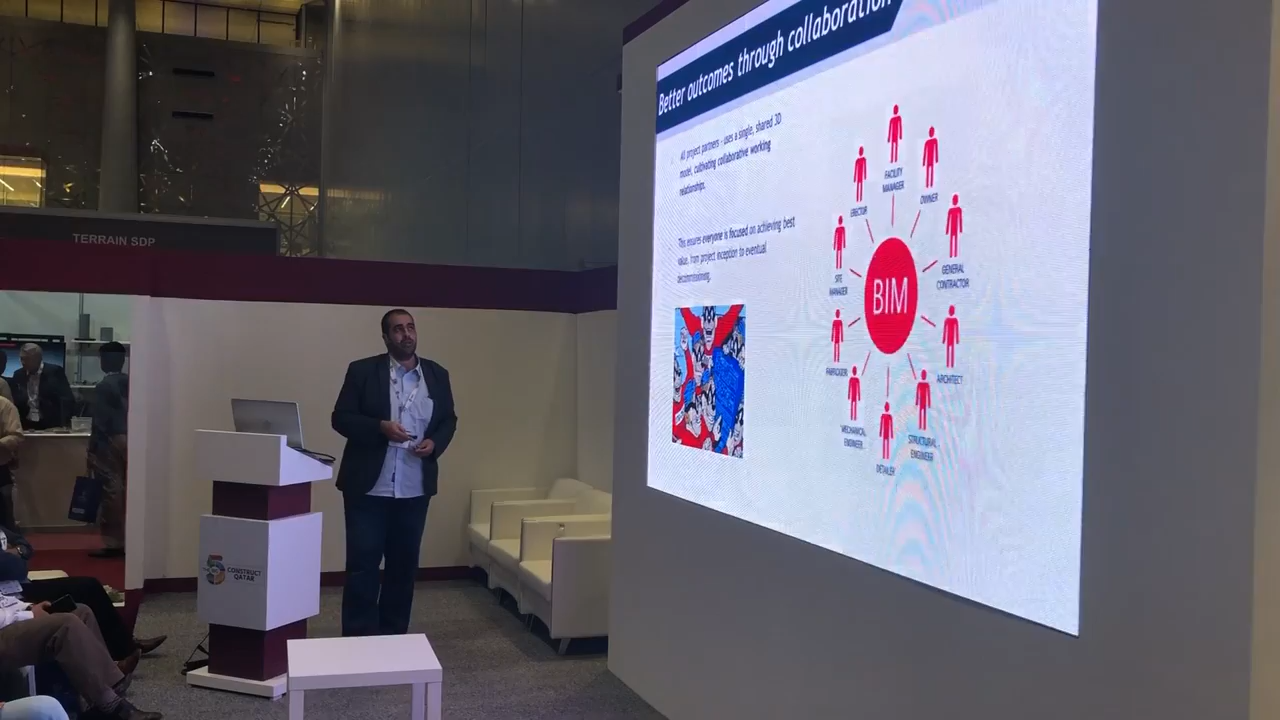 Better outcomes through collaboration
All project partners - uses a single, shared 3D
model, cultivating collaborative working
relationships.
This ensures everyone is focused on achieving best
value, from project inception to eventual
decommissioning.
FACILITY
MANAGER
OWNER
ERECTOR
GENERAL
CONTRACTOR
SITE
MANAGER
BIM
ARCHITECT
FABRICATOR
STRUCTURAL
ENGINEER
MECHANICAL
ENGINEER
DETAILER
TERRAIN SDP
5
CONSTRUCT
QATAR